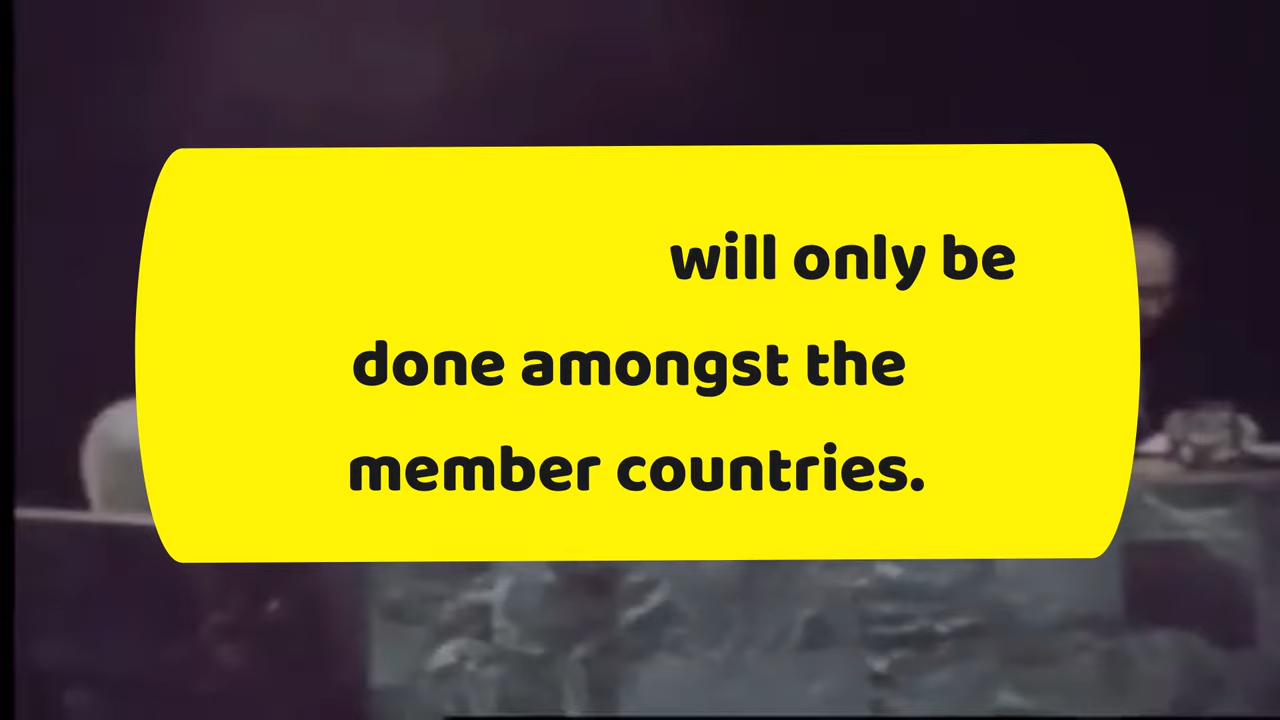 will only be
done amongst the
member countries.